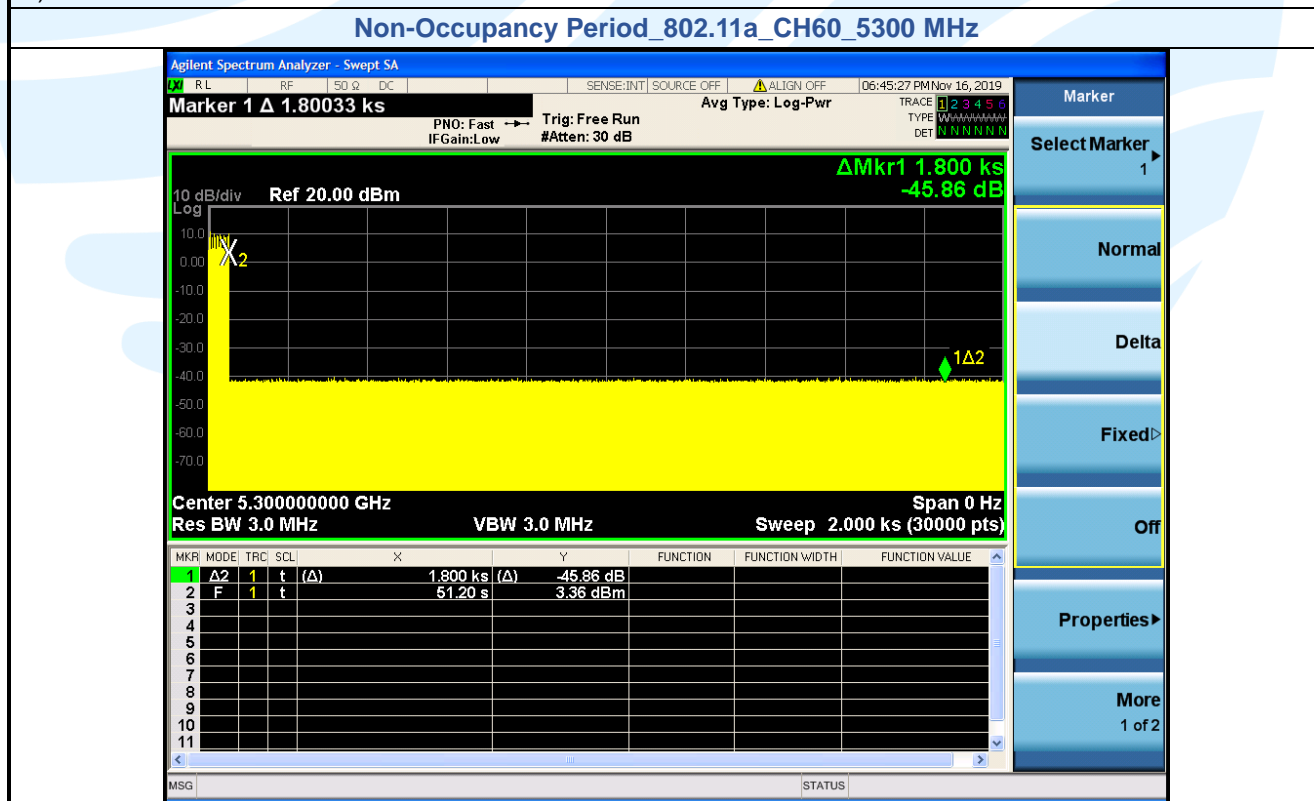 Non-Occupancy Period_802.11a_CH60_5300 MHz
Agilent Spectrum Analyzer - Swept SA
LXI RL RF 50 Ω DC SENSE:INT SOURCE OFF ALIGN OFF 06:45:27 PM Nov 16, 2019
Marker 1 Δ 1.80033 ks
PNO: Fast
IFGain:Low
Trig: Free Run
#Atten: 30 dB
Avg Type: Log-Pwr
TRACE 1 2 3 4 5 6
TYPE WWWWWW
DET N N N N N N
ΔMkr1 1.800 ks
-45.86 dB
10 dB/div
Log
Ref 20.00 dBm
10.0
0.00
-10.0
-20.0
-30.0
-40.0
-50.0
-60.0
-70.0
X2
1Δ2
Center 5.300000000 GHz
Span 0 Hz
Res BW 3.0 MHz
VBW 3.0 MHz
Sweep 2.000 ks (30000 pts)
MKR MODE TRC SCL X Y FUNCTION FUNCTION WIDTH FUNCTION VALUE
1 Δ2 1 t (Δ) 1.800 ks (Δ) -45.86 dB
2 F 1 t 51.20 s 3.36 dBm
3
4
5
6
7
8
9
10
11
MSG
STATUS
Marker
Select Marker
1
Normal
Delta
Fixed
Off
Properties
More
1 of 2